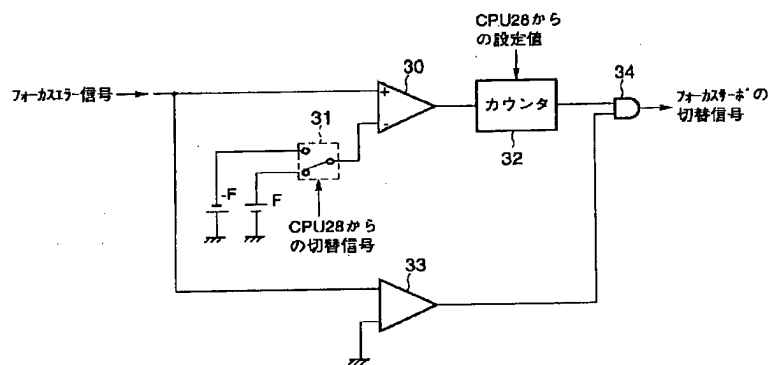 CPU28から
の設定値
30
34
フォーカスエラー信号
カウンタ
フォーカスサーボの
切替信号
31
32
-F
F
CPU28から
の切替信号
33